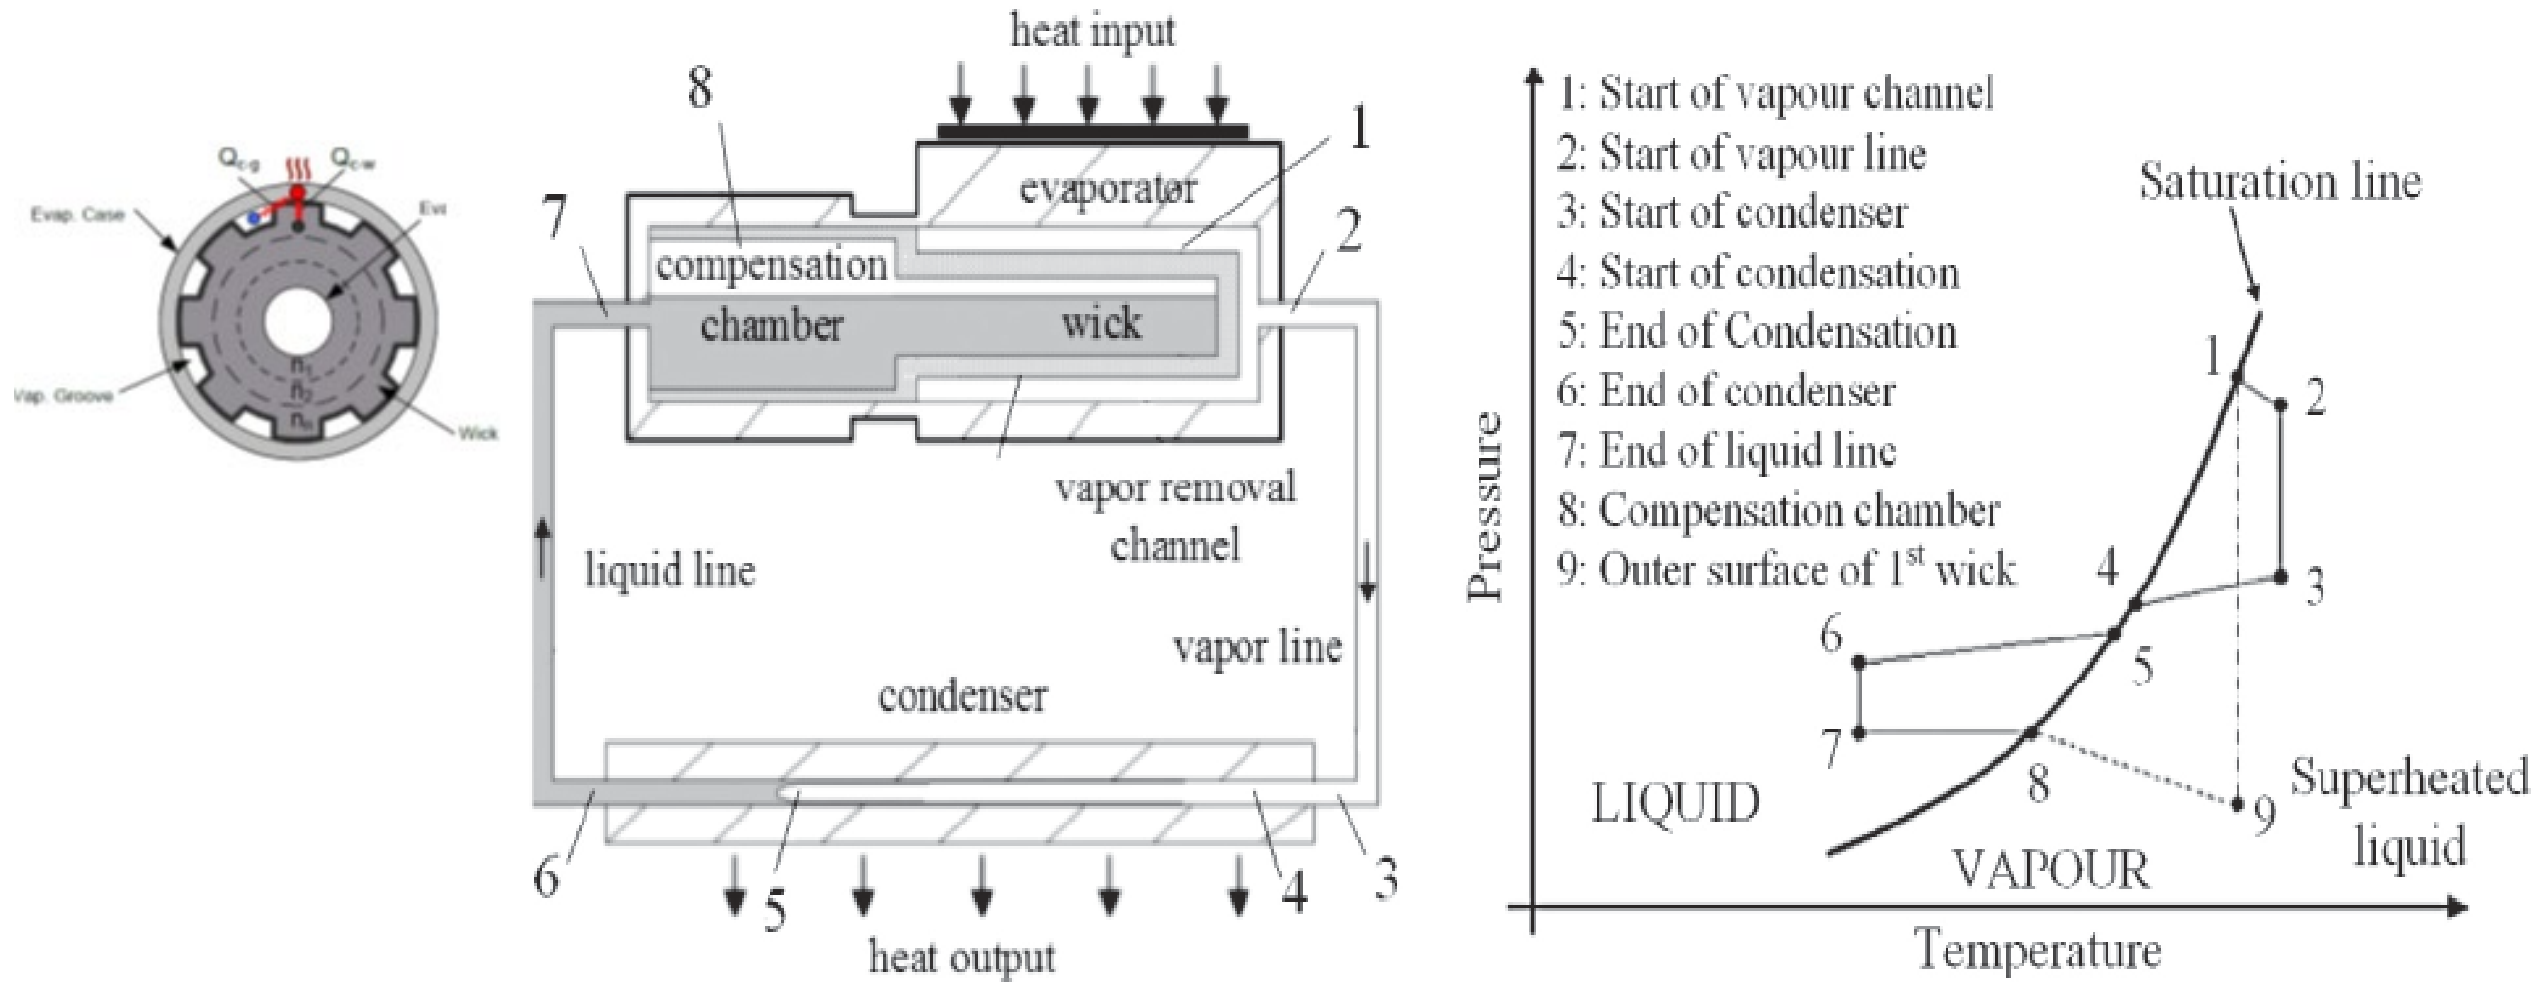 Q c-g
Q c-w
Evap. Case
Vap. Groove
n1
n2
nn
Wick
heat input
8
1
evaporator
7
2
compensation
chamber
wick
vapor removal
channel
liquid line
vapor line
condenser
6
5
4
3
heat output
1: Start of vapour channel
2: Start of vapour line
3: Start of condenser
4: Start of condensation
5: End of Condensation
6: End of condenser
7: End of liquid line
8: Compensation chamber
9: Outer surface of 1st wick
Saturation line
1
2
4
3
6
5
7
8
9
Superheated
liquid
LIQUID
VAPOUR
Pressure
Temperature